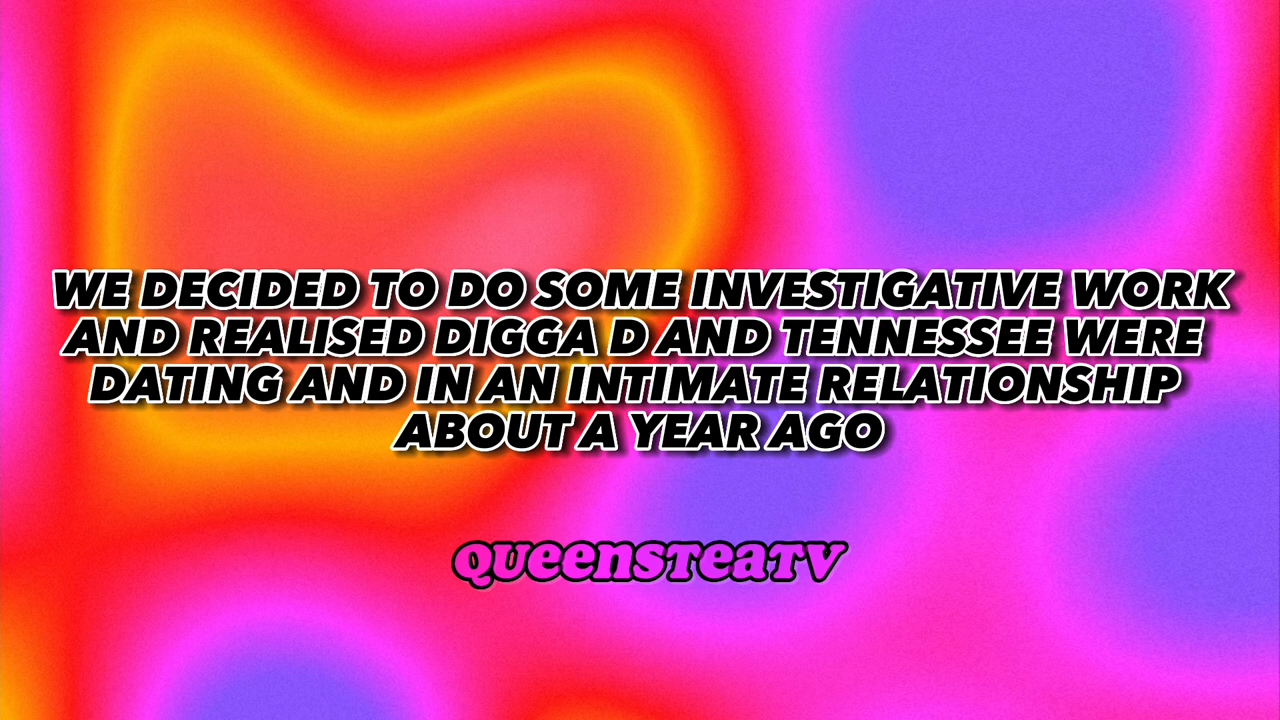 WE DECIDED TO DO SOME INVESTIGATIVE WORK
AND REALISED DIGGA D AND TENNESSEE WERE
DATING AND IN AN INTIMATE RELATIONSHIP
ABOUT A YEAR AGO
QUEENSTEATV